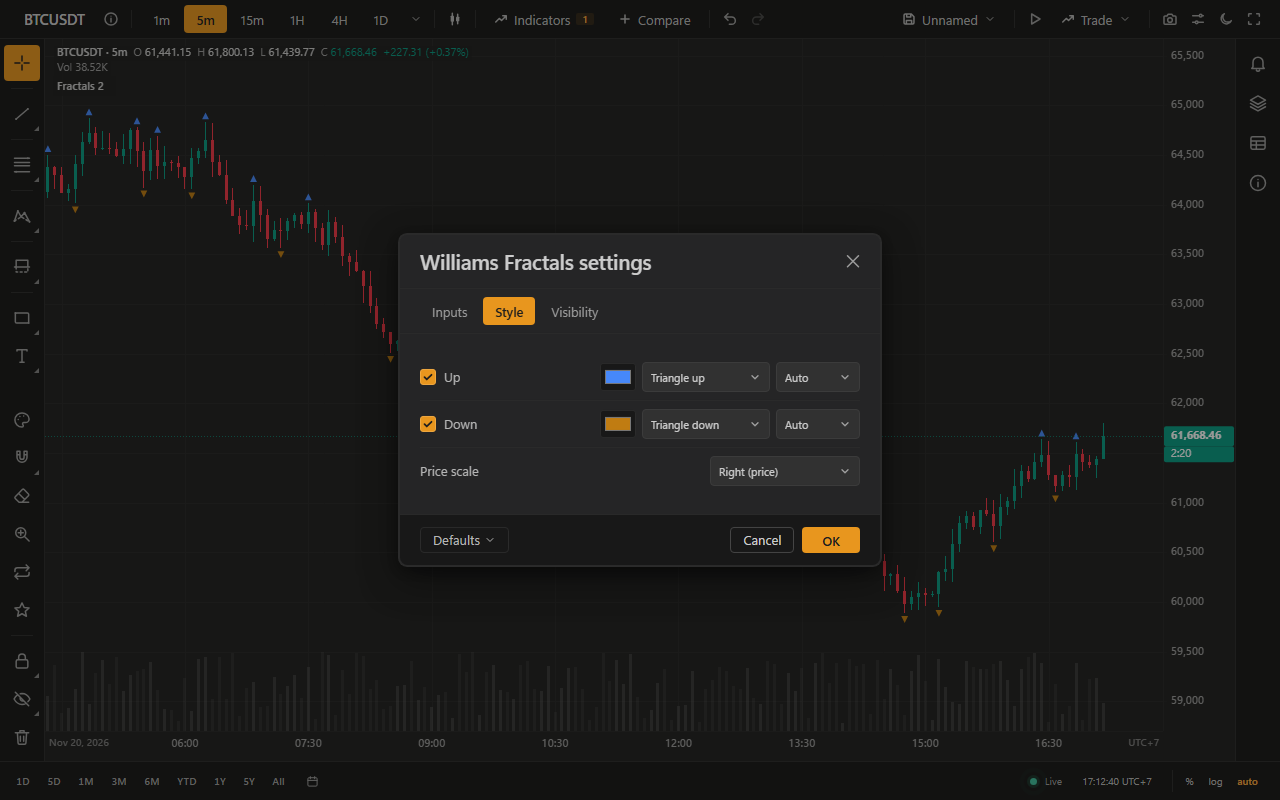 BTCUSDT 1m 5m 15m 1H 4H 1D Indicators 1 Compare Unnamed Trade
BTCUSDT · 5m O 61,441.15 H 61,800.13 L 61,439.77 C 61,668.46 +227.31 (+0.37%)
Vol 38.52K
Fractals 2
65,500
65,000
64,500
64,000
63,500
63,000
62,500
62,000
61,668.46
2:20
61,000
60,500
60,000
59,500
59,000
Williams Fractals settings
Inputs Style Visibility
Up Triangle up Auto
Down Triangle down Auto
Price scale Right (price)
Defaults Cancel OK
Nov 20, 2026 06:00 07:30 09:00 10:30 12:00 13:30 15:00 16:30 UTC+7
1D 5D 1M 3M 6M YTD 1Y 5Y All Live 17:12:40 UTC+7 % log auto